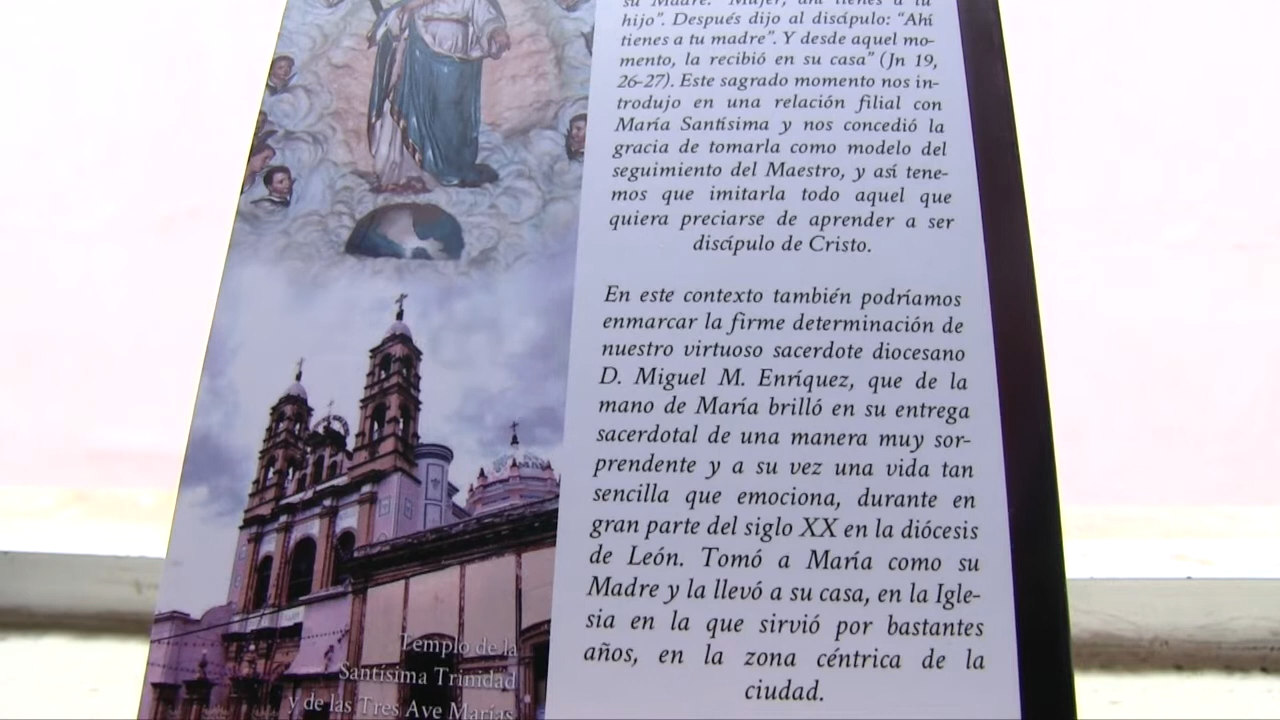 su Madre: “Mujer, ahí tienes a tu
hijo”. Después dijo al discípulo: “Ahí
tienes a tu madre”. Y desde aquel mo-
mento, la recibió en su casa” (Jn 19,
26-27). Este sagrado momento nos in-
trodujo en una relación filial con
María Santísima y nos concedió la
gracia de tomarla como modelo del
seguimiento del Maestro, y así tene-
mos que imitarla todo aquel que
quiera preciarse de aprender a ser
discípulo de Cristo.
En este contexto también podríamos
enmarcar la firme determinación de
nuestro virtuoso sacerdote diocesano
D. Miguel M. Enríquez, que de la
mano de María brilló en su entrega
sacerdotal de una manera muy sor-
prendente y a su vez una vida tan
sencilla que emociona, durante en
gran parte del siglo XX en la diócesis
de León. Tomó a María como su
Madre y la llevó a su casa, en la Igle-
sia en la que sirvió por bastantes
años, en la zona céntrica de la
ciudad.
Templo de la
Santísima Trinidad
y de las Tres Ave Marías